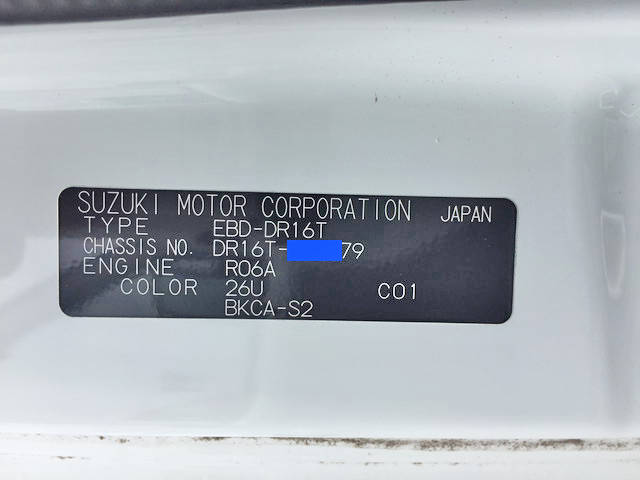 SUZUKI MOTOR CORPORATION JAPAN
TYPE EBD-DR16T
CHASSIS NO. DR16T- 79
ENGINE R06A
COLOR 26U C01
BKCA-S2